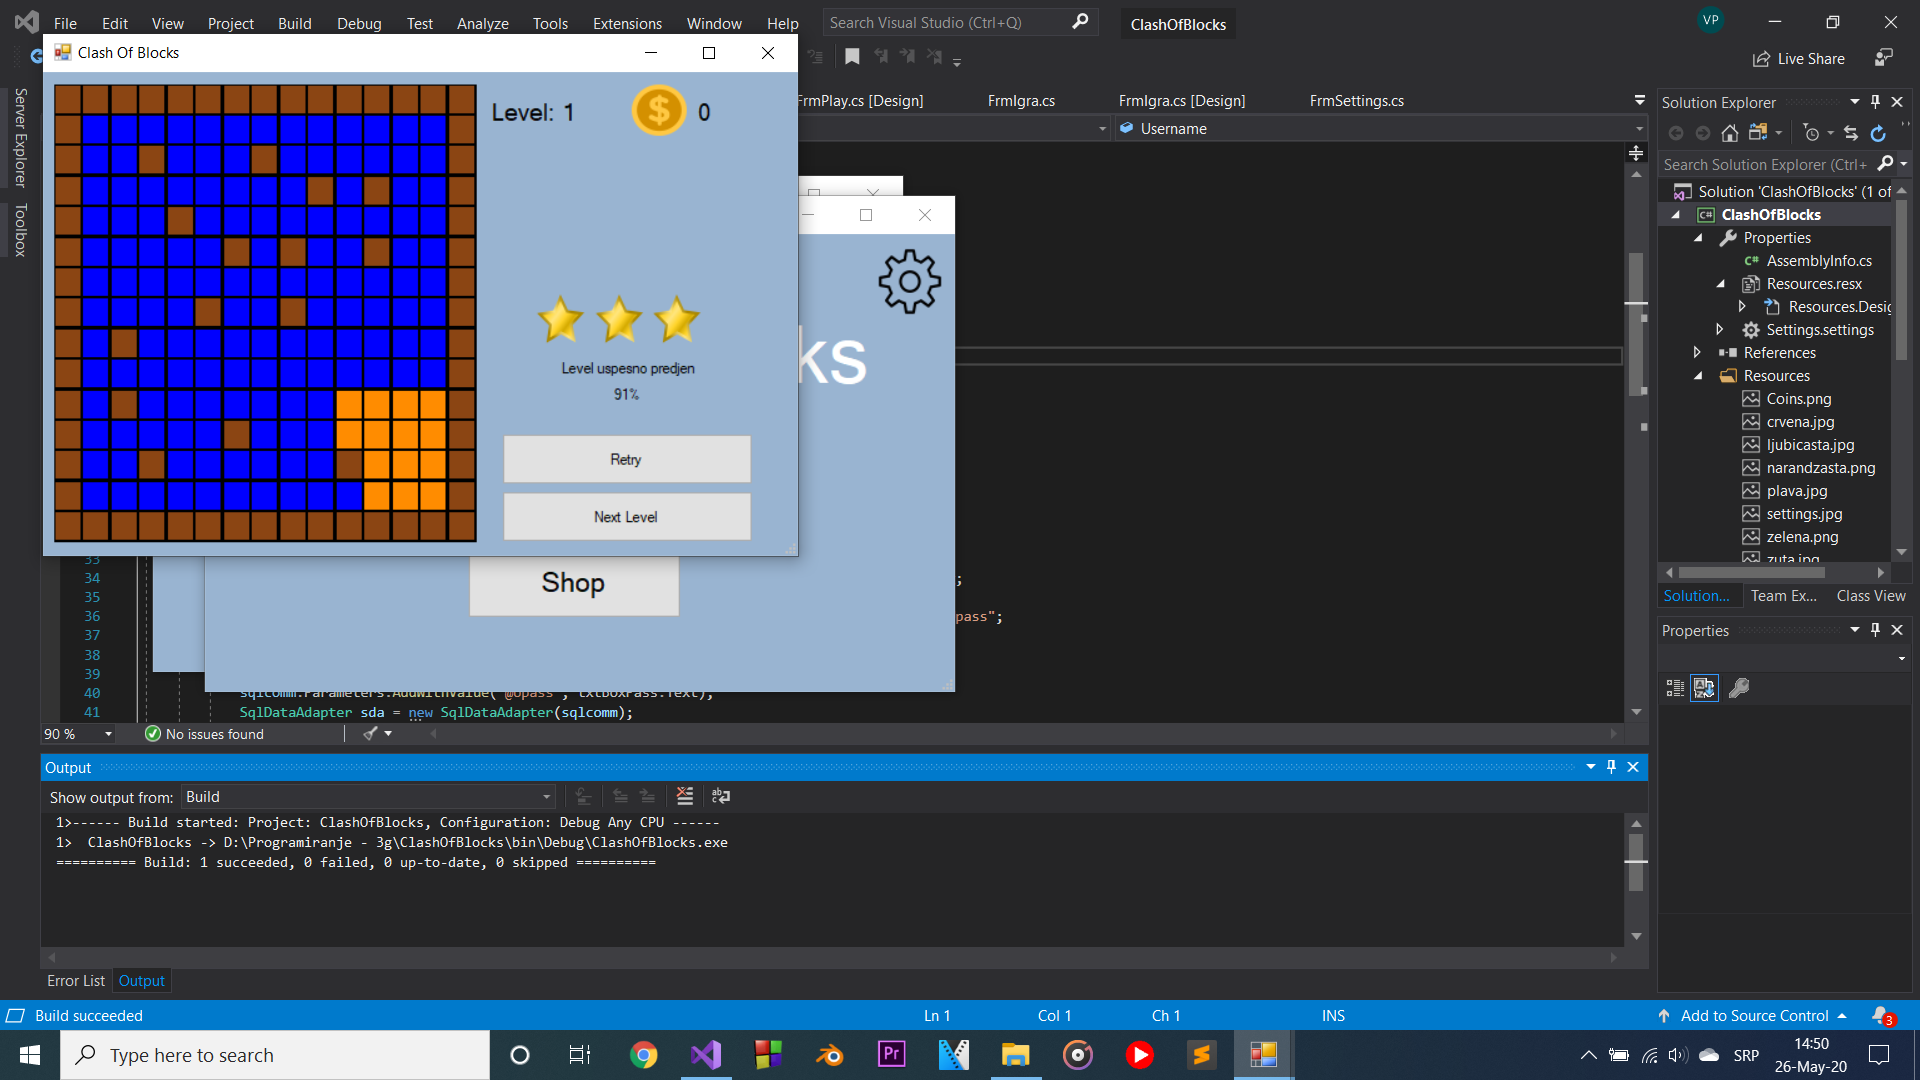 File Edit View Project Build Debug Test Analyze Tools Extensions Window Help
Search Visual Studio (Ctrl+Q)
ClashOfBlocks
VP
Live Share
Clash Of Blocks
Server Explorer
Toolbox
Level: 1
$
0
Level uspesno predjen
91%
Retry
Next Level
FrmPlay.cs [Design]
FrmIgra.cs
FrmIgra.cs [Design]
FrmSettings.cs
Username
ks
Shop
33
34 ;
35
36 pass";
37
38
39
40 sqlcomm.Parameters.AddWithValue("@upass", txtBoxPass.Text);
41 SqlDataAdapter sda = new SqlDataAdapter(sqlcomm);
90 %
No issues found
Output
Show output from: Build
1>------ Build started: Project: ClashOfBlocks, Configuration: Debug Any CPU ------
1>  ClashOfBlocks -> D:\Programiranje - 3g\ClashOfBlocks\bin\Debug\ClashOfBlocks.exe
========== Build: 1 succeeded, 0 failed, 0 up-to-date, 0 skipped ==========
Error List
Output
Solution Explorer
Search Solution Explorer (Ctrl+
Solution 'ClashOfBlocks' (1 of
C# ClashOfBlocks
Properties
C# AssemblyInfo.cs
Resources.resx
Resources.Desig
Settings.settings
References
Resources
Coins.png
crvena.jpg
ljubicasta.jpg
narandzasta.png
plava.jpg
settings.jpg
zelena.png
zuta.jpg
Solution... Team Ex... Class View
Properties
Build succeeded
Ln 1
Col 1
Ch 1
INS
Add to Source Control
3
Type here to search
Pr
SRP
14:50
26-May-20